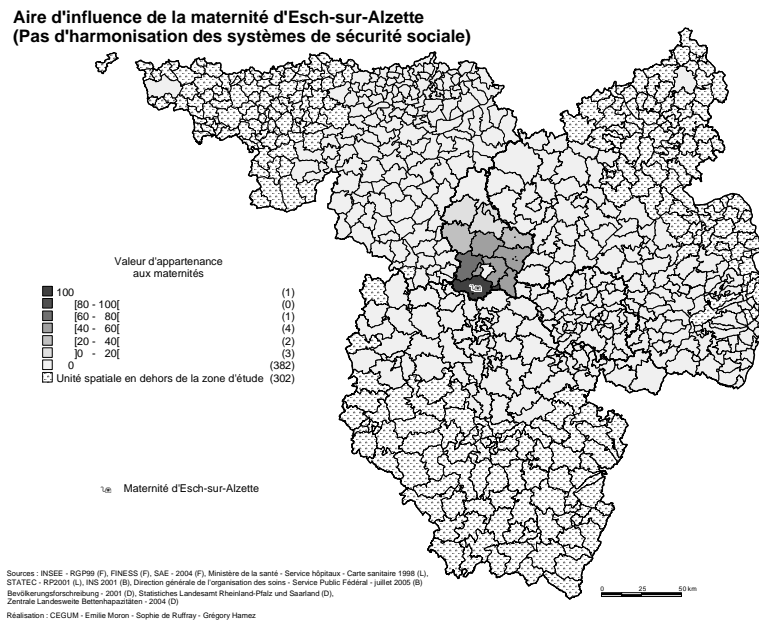 Aire d'influence de la maternité d'Esch-sur-Alzette
(Pas d'harmonisation des systèmes de sécurité sociale)
Valeur d'appartenance
aux maternités
100 (1)
[80 - 100[ (0)
[60 - 80[ (1)
[40 - 60[ (4)
[20 - 40[ (2)
]0 - 20[ (3)
0 (382)
Unité spatiale en dehors de la zone d'étude (302)
Maternité d'Esch-sur-Alzette
Sources : INSEE - RGP99 (F), FINESS (F), SAE - 2004 (F), Ministère de la santé - Service hôpitaux - Carte sanitaire 1998 (L),
STATEC - RP2001 (L), INS 2001 (B), Direction générale de l'organisation des soins - Service Public Fédéral - juillet 2005 (B)
Bevölkerungsforschreibung - 2001 (D), Statistiches Landesamt Rheinland-Pfalz und Saarland (D),
Zentrale Landesweite Bettenhapazitäten - 2004 (D)
Réalisation : CEGUM - Emilie Moron - Sophie de Ruffray - Grégory Hamez
0 25 50 km